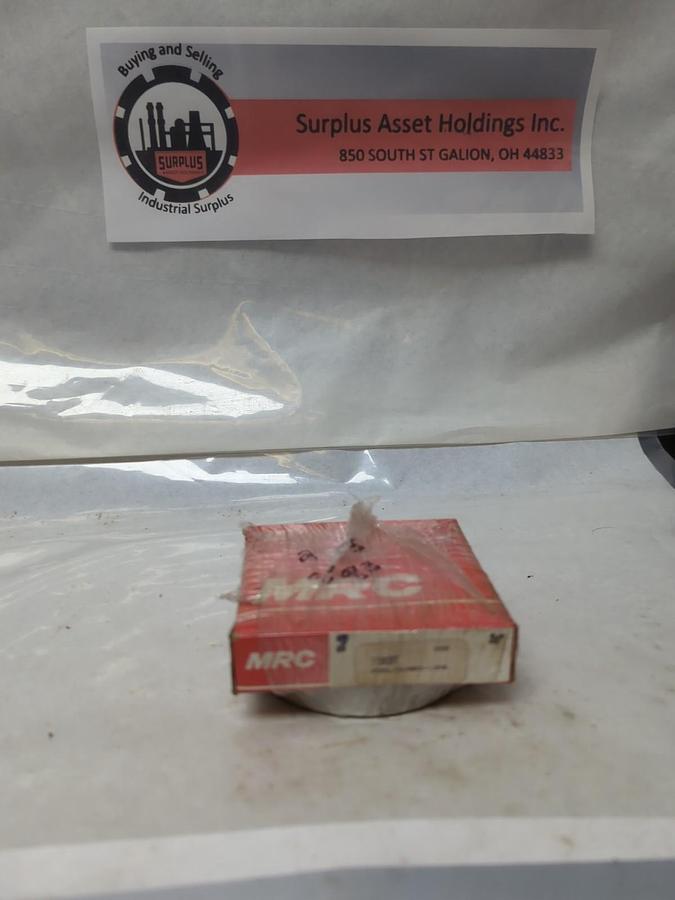 Buying and Selling
SURPLUS
Industrial Surplus
Surplus Asset Holdings Inc.
850 SOUTH ST GALION, OH 44833
MRC
MRC